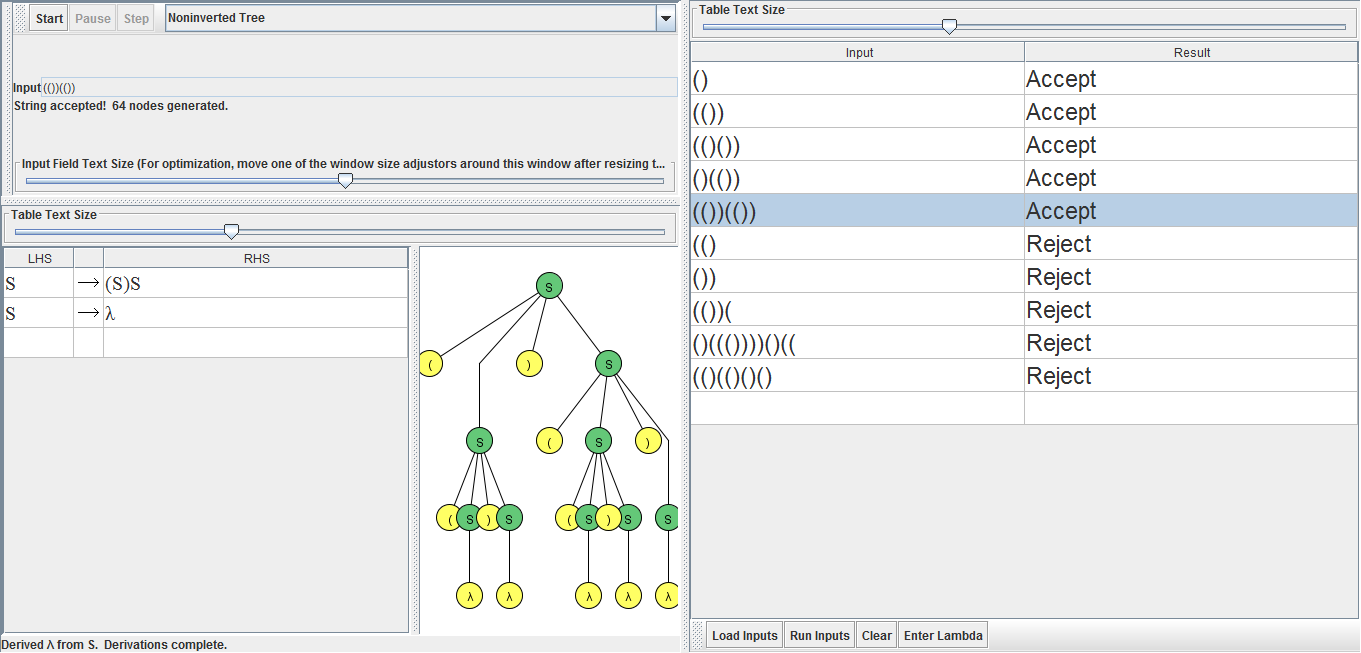 Start Pause Step Noninverted Tree
Input (())(())
String accepted! 64 nodes generated.
Input Field Text Size (For optimization, move one of the window size adjustors around this window after resizing t...
Table Text Size
LHS RHS
S → (S)S
S → λ
S
( ) S
S ( S )
( S ) S ( S ) S S
λ λ λ λ λ
Derived λ from S. Derivations complete.
Table Text Size
Input Result
() Accept
(()) Accept
(()()) Accept
()(()) Accept
(())(()) Accept
(() Reject
()) Reject
(())( Reject
()((())))()(( Reject
(()(()()() Reject
Load Inputs Run Inputs Clear Enter Lambda